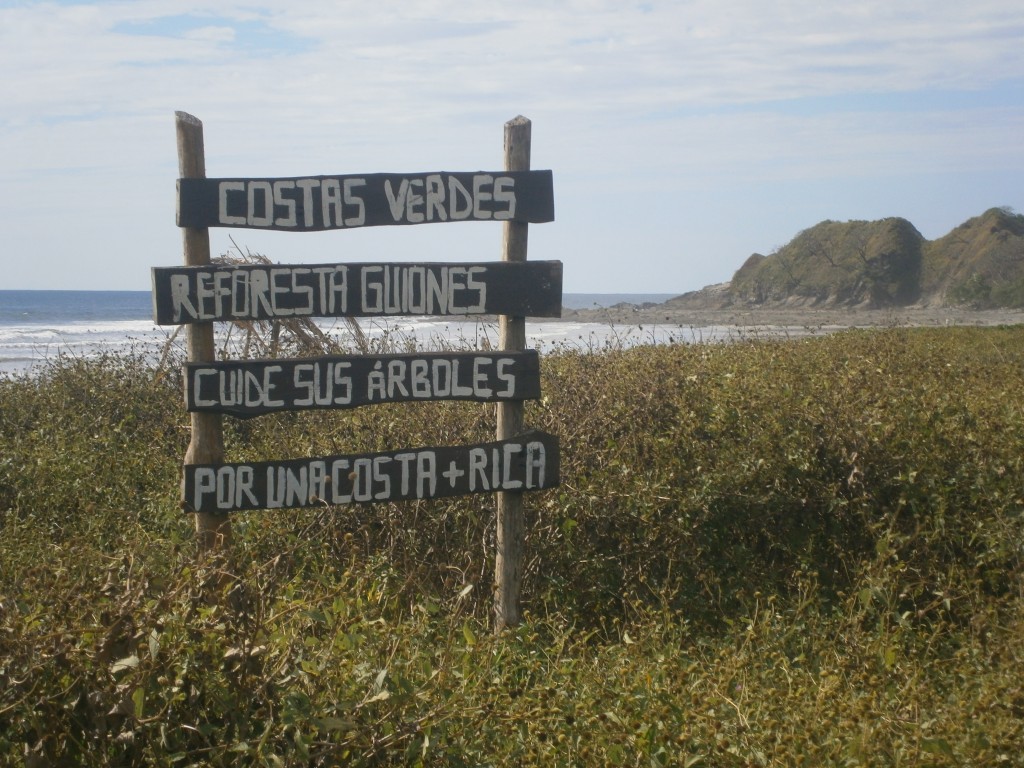 COSTAS VERDES
REFORESTA GUIONES
CUIDE SUS ÁRBOLES
POR UNA COSTA + RICA